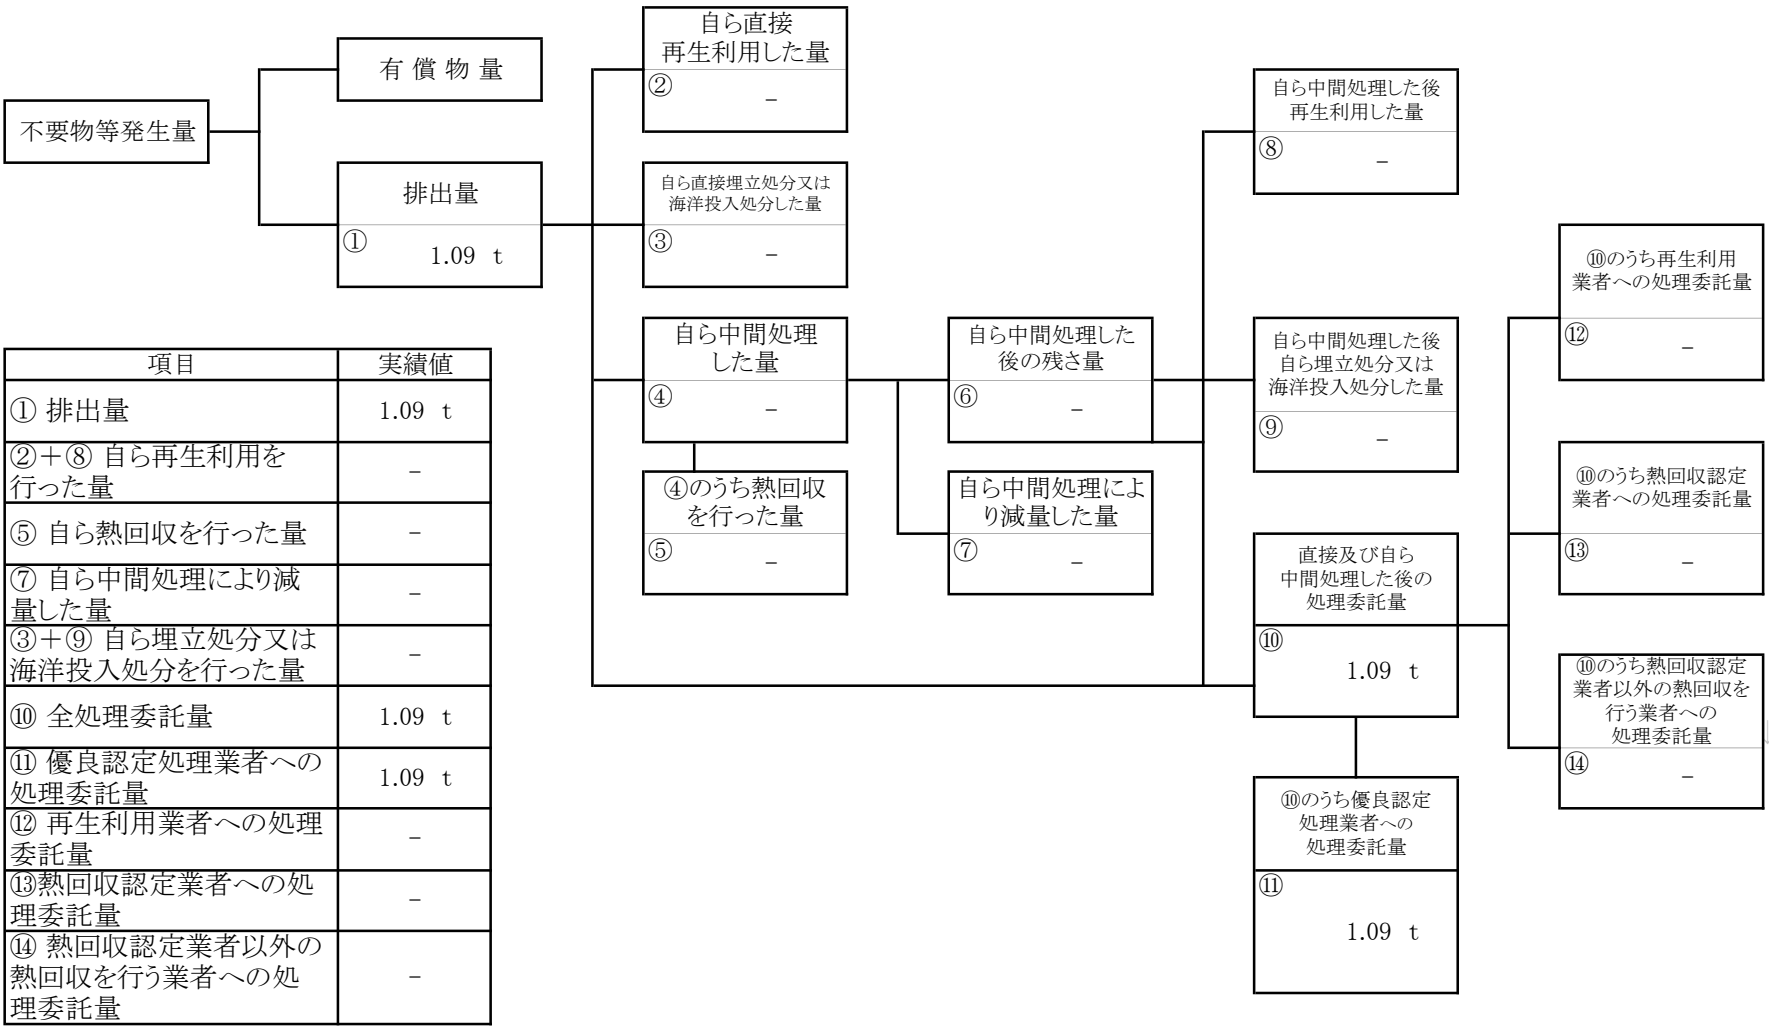 不要物等発生量
有 償 物 量
排出量
①
1.09 t
自ら直接
再生利用した量
②
－
自ら直接埋立処分又は
海洋投入処分した量
③
－
自ら中間処理
した量
④
－
④のうち熱回収
を行った量
⑤
－
自ら中間処理した
後の残さ量
⑥
－
自ら中間処理によ
り減量した量
⑦
－
自ら中間処理した後
再生利用した量
⑧
－
自ら中間処理した後
自ら埋立処分又は
海洋投入処分した量
⑨
－
直接及び自ら
中間処理した後の
処理委託量
⑩
1.09 t
⑩のうち優良認定
処理業者への
処理委託量
⑪
1.09 t
⑩のうち再生利用
業者への処理委託量
⑫
－
⑩のうち熱回収認定
業者への処理委託量
⑬
－
⑩のうち熱回収認定
業者以外の熱回収を
行う業者への
処理委託量
⑭
－
項目 実績値
① 排出量 1.09 t
②＋⑧ 自ら再生利用を
行った量
－
⑤ 自ら熱回収を行った量 －
⑦ 自ら中間処理により減
量した量
－
③＋⑨ 自ら埋立処分又は
海洋投入処分を行った量
－
⑩ 全処理委託量 1.09 t
⑪ 優良認定処理業者への
処理委託量
1.09 t
⑫ 再生利用業者への処理
委託量
－
⑬熱回収認定業者への処
理委託量
－
⑭ 熱回収認定業者以外の
熱回収を行う業者への処
理委託量
－